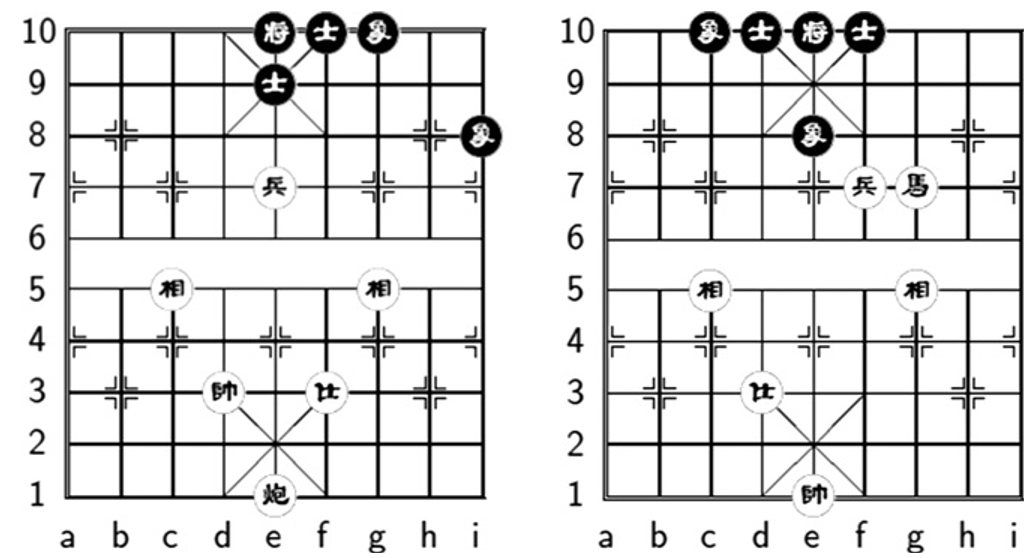 10 將 士 象 10 象 士 將 士
9 士 9
8 象 8 象
7 兵 7 兵 馬
6 6
5 相 相 5 相 相
4 4
3 帥 仕 3 仕
2 2
1 炮 1 帥
a b c d e f g h i a b c d e f g h i